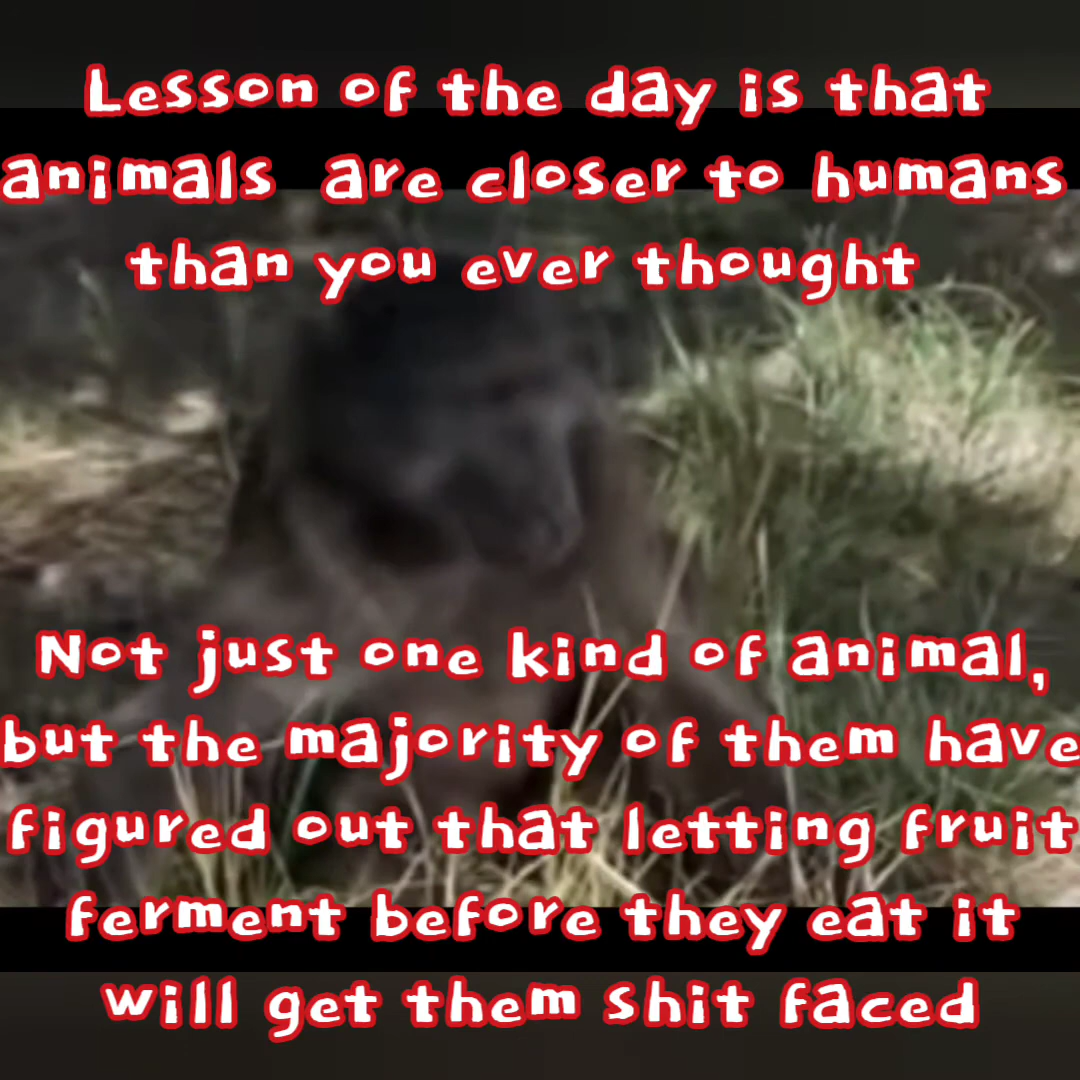 Lesson of the day is that
animals are closer to humans
than you ever thought
Not just one kind of animal,
but the majority of them have
figured out that letting fruit
ferment before they eat it
will get them shit faced